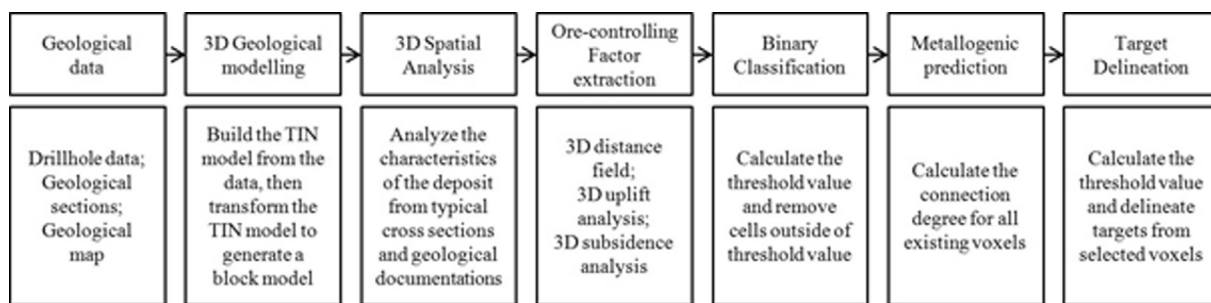 Geological
data
3D Geological
modelling
3D Spatial
Analysis
Ore-controlling
Factor
extraction
Binary
Classification
Metallogenic
prediction
Target
Delineation
Drillhole data;
Geological
sections;
Geological
map
Build the TIN
model from the
data, then
transform the
TIN model to
generate a
block model
Analyze the
characteristics
of the deposit
from typical
cross sections
and geological
documentations
3D distance
field;
3D uplift
analysis;
3D subsidence
analysis
Calculate the
threshold value
and remove
cells outside of
threshold value
Calculate the
connection
degree for all
existing voxels
Calculate the
threshold value
and delineate
targets from
selected voxels